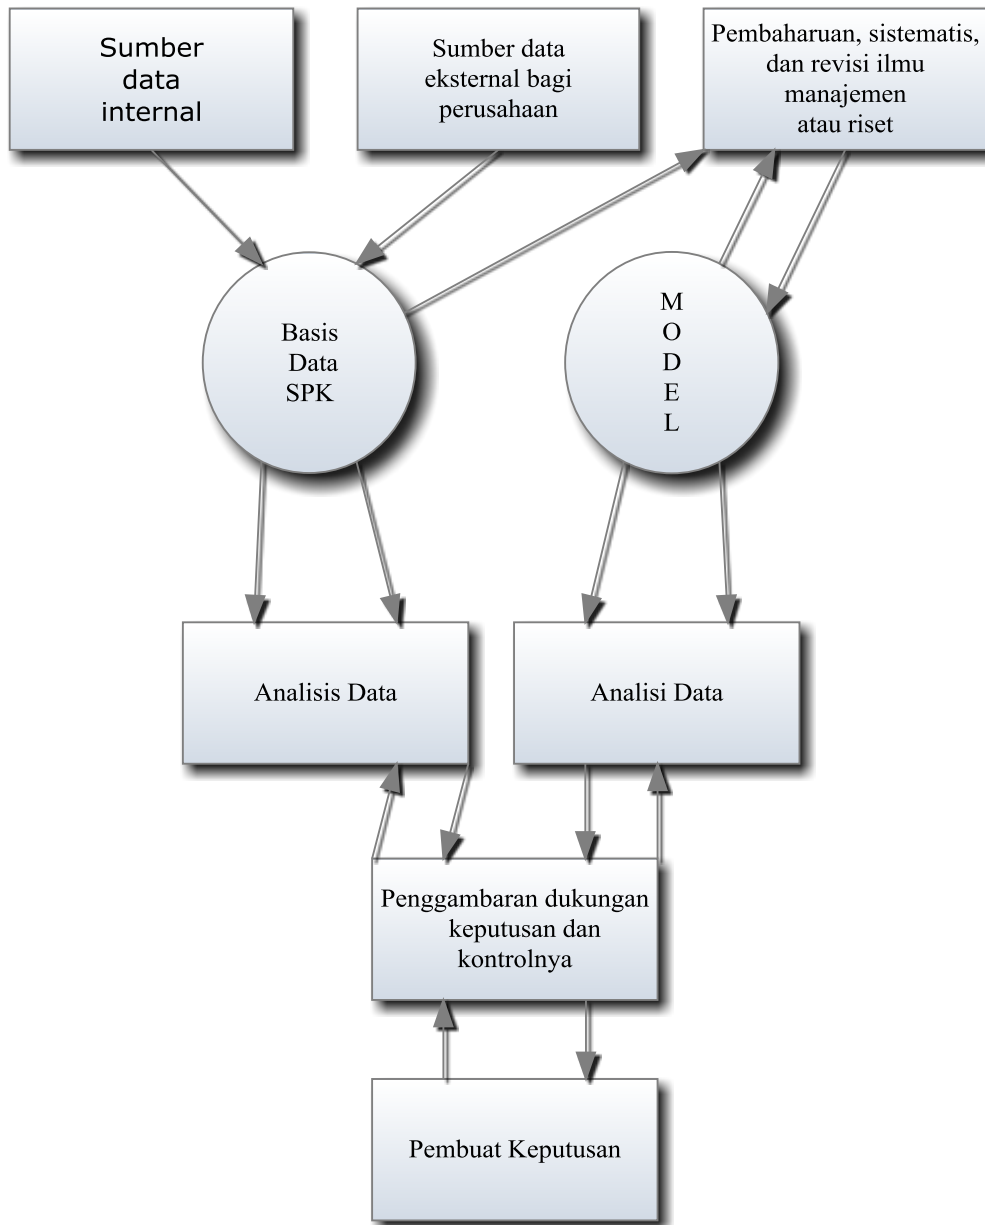 Sumber
data
internal
Sumber data
eksternal bagi
perusahaan
Pembaharuan, sistematis,
dan revisi ilmu
manajemen
atau riset
Basis
Data
SPK
M
O
D
E
L
Analisis Data
Analisi Data
Penggambaran dukungan
keputusan dan
kontrolnya
Pembuat Keputusan